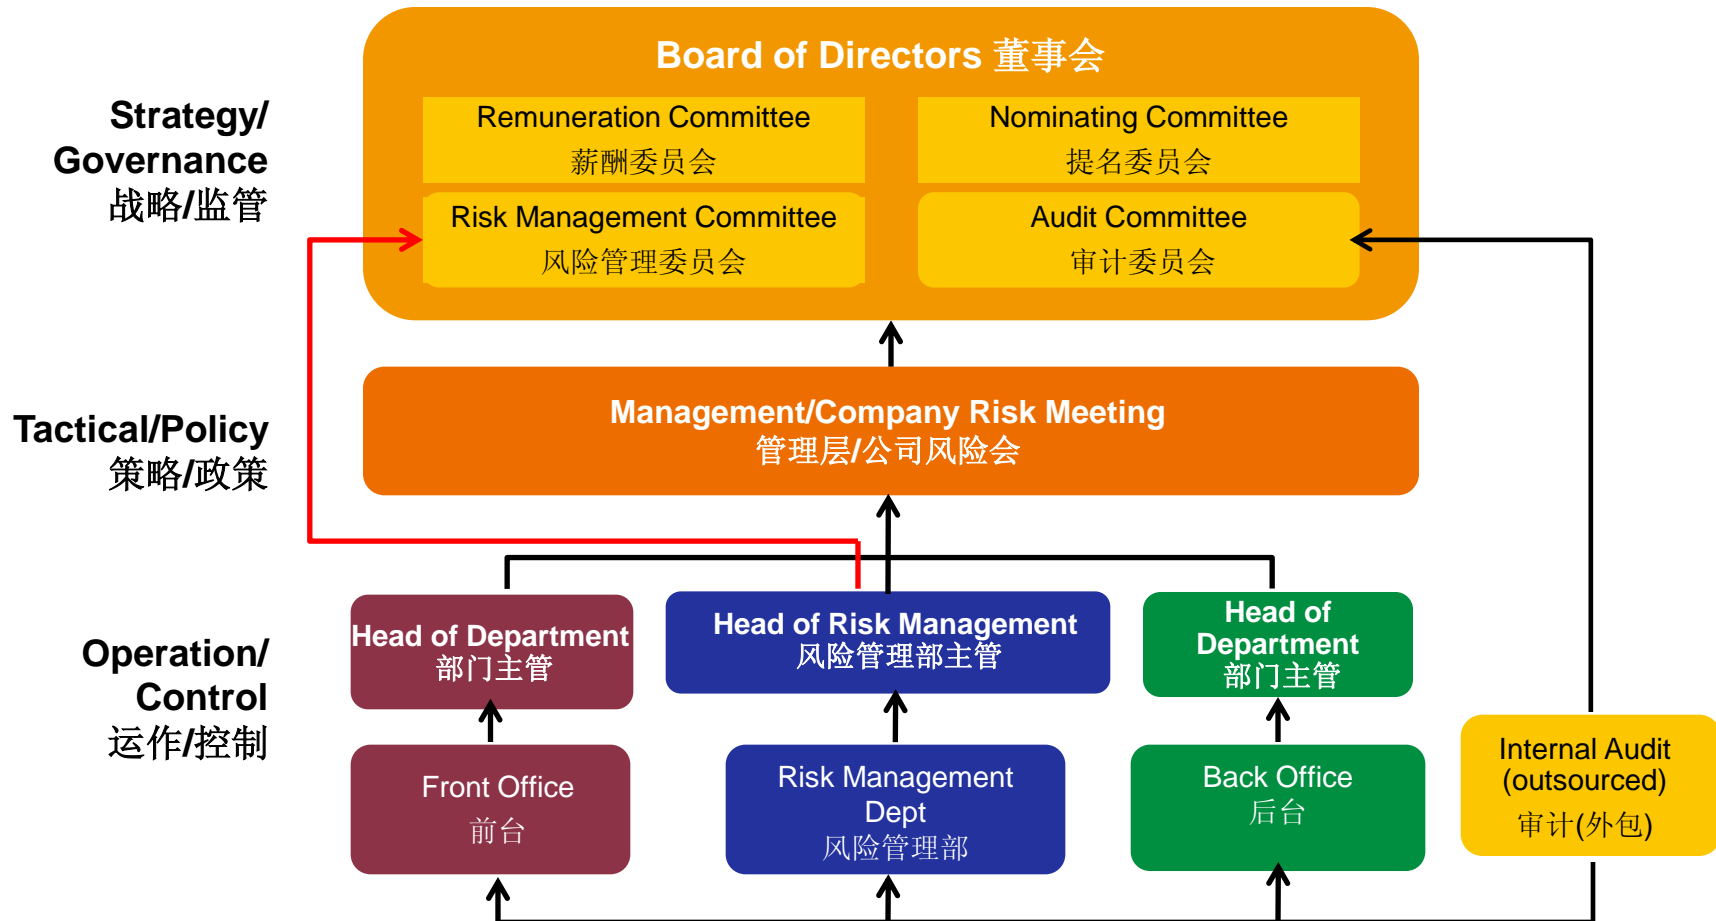 Board of Directors 董事会
Strategy/
Governance
战略/监管
Remuneration Committee
薪酬委员会
Nominating Committee
提名委员会
Risk Management Committee
风险管理委员会
Audit Committee
审计委员会
Tactical/Policy
策略/政策
Management/Company Risk Meeting
管理层/公司风险会
Operation/
Control
运作/控制
Head of Department
部门主管
Head of Risk Management
风险管理部主管
Head of
Department
部门主管
Front Office
前台
Risk Management
Dept
风险管理部
Back Office
后台
Internal Audit
(outsourced)
审计(外包)